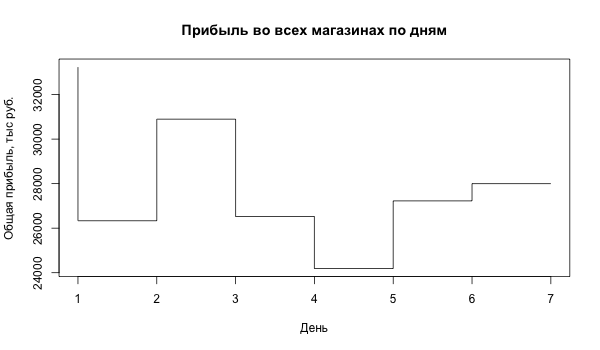 Прибыль во всех магазинах по дням
Общая прибыль, тыс руб.
32000
30000
28000
26000
24000
1 2 3 4 5 6 7
День